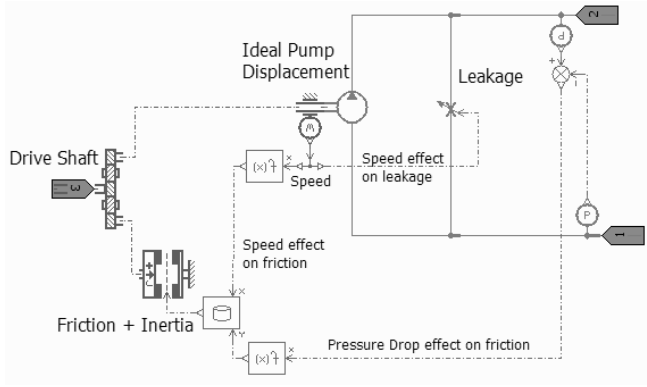 2
Ideal Pump
Displacement
P
+
Leakage
Drive Shaft
ω
x
f(x)
Speed
Speed effect
on leakage
3
P
1
Speed effect
on friction
x
Friction + Inertia
y
f(x)
x
Pressure Drop effect on friction